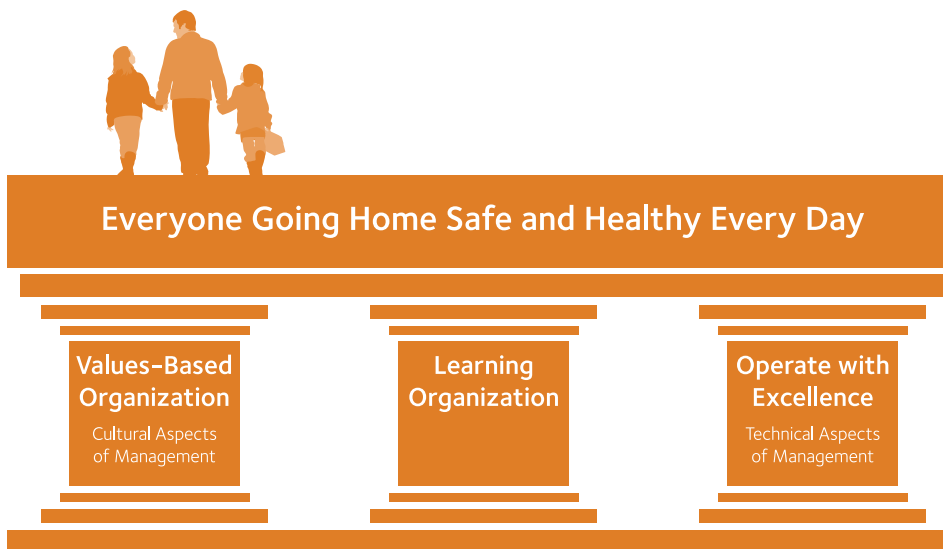 Everyone Going Home Safe and Healthy Every Day
Values-Based
Organization
Cultural Aspects
of Management
Learning
Organization
Operate with
Excellence
Technical Aspects
of Management